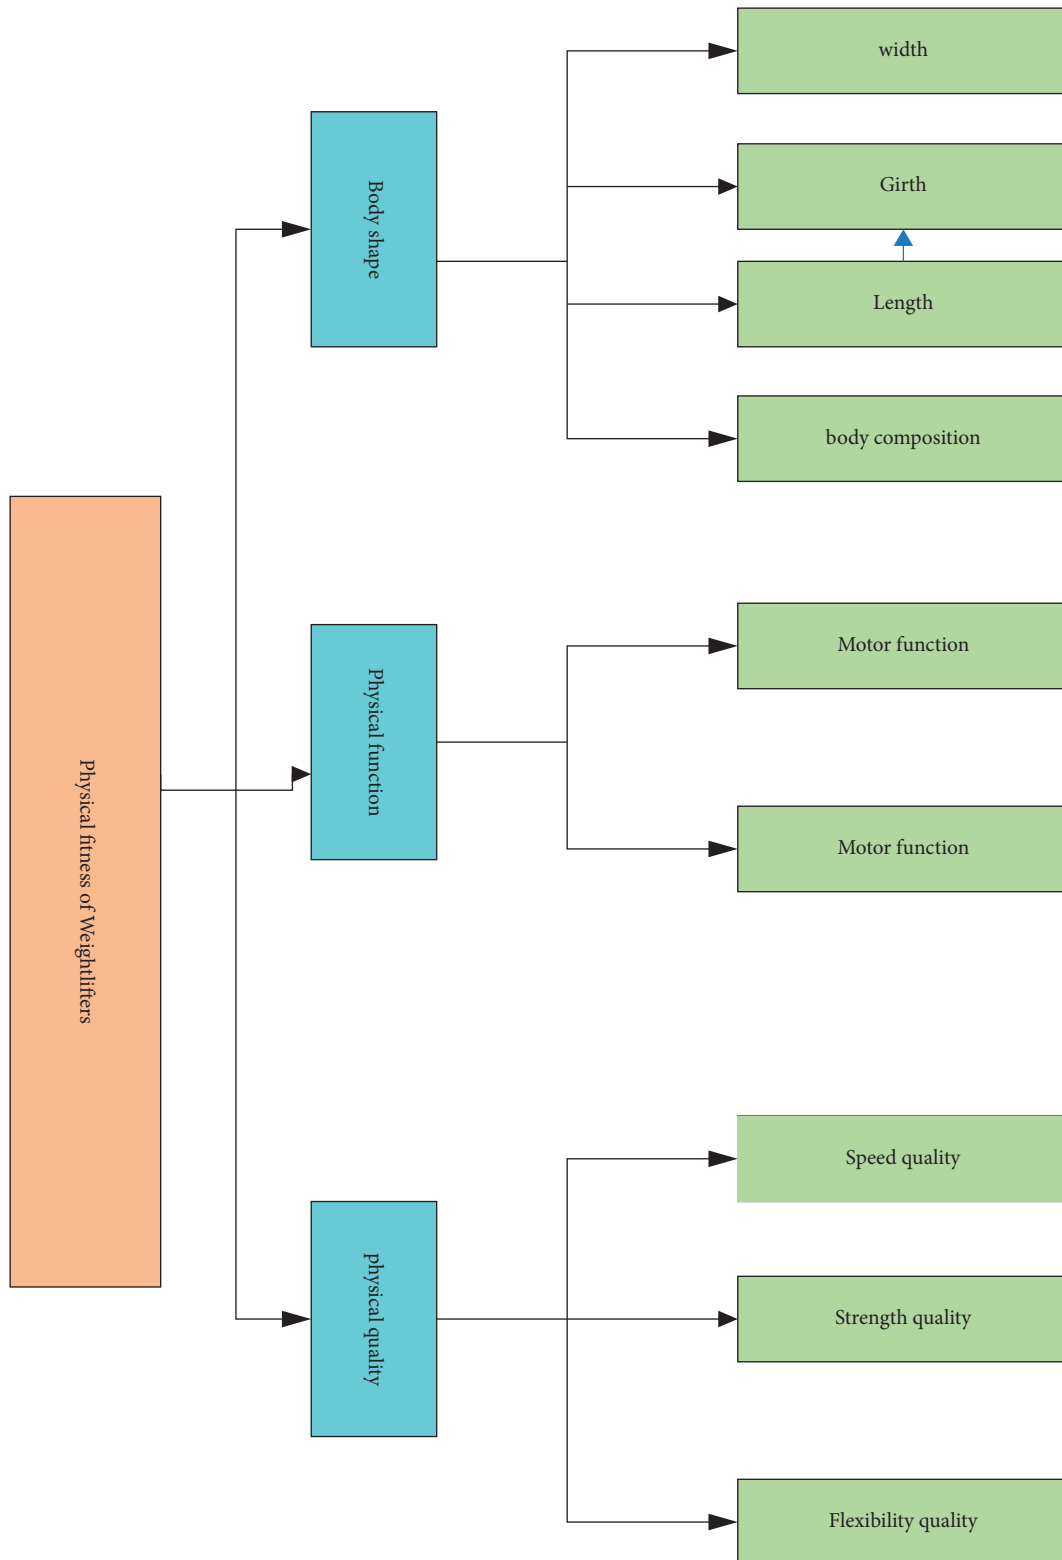 Physical fitness of Weightlifters
Body shape
width
Girth
Length
body composition
Physical function
Motor function
Motor function
physical quality
Speed quality
Strength quality
Flexibility quality